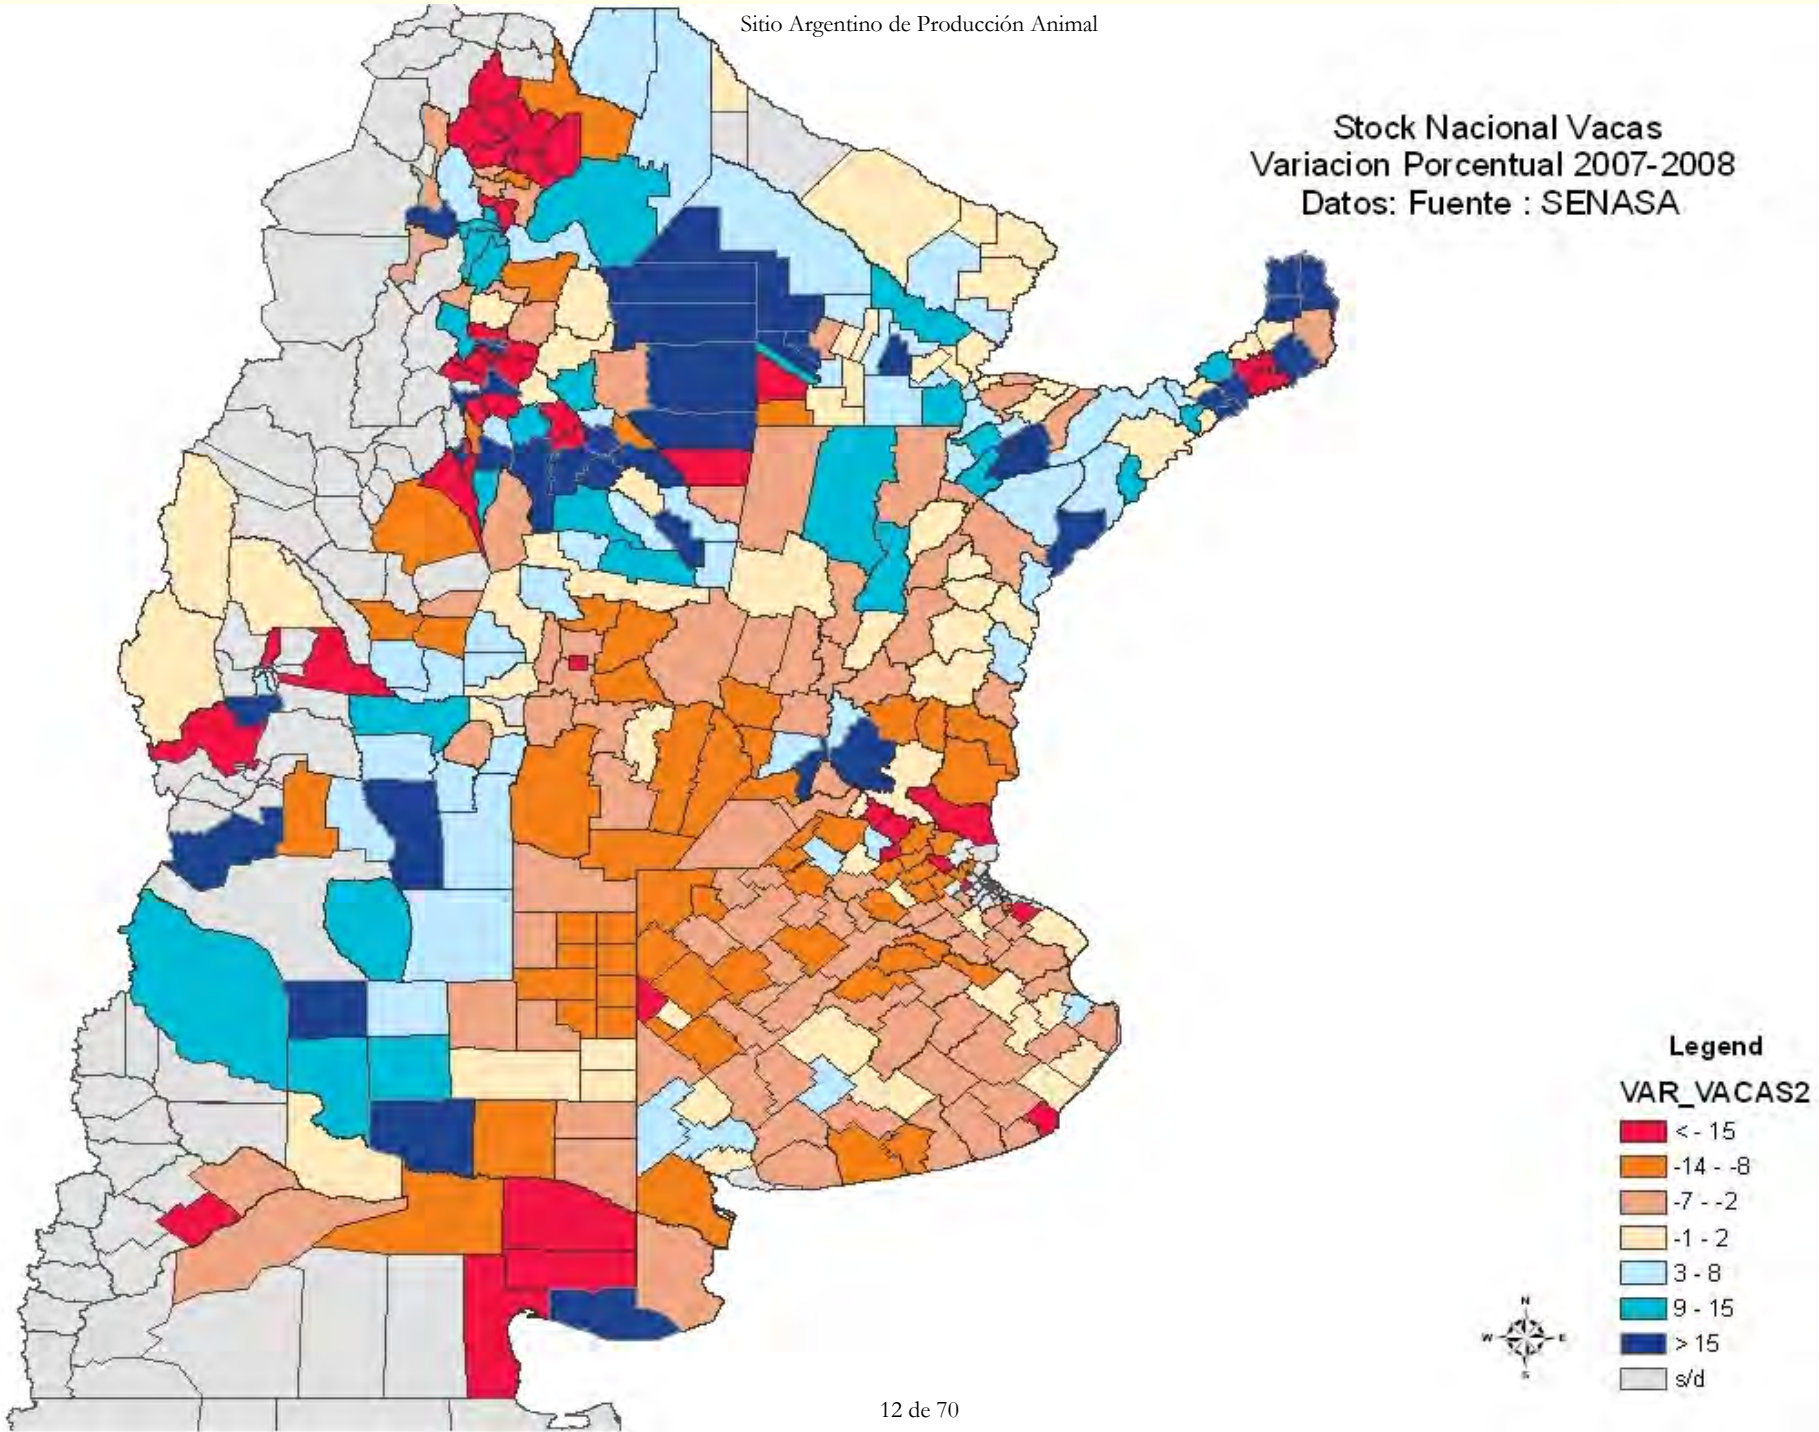 Sitio Argentino de Producción Animal
Stock Nacional Vacas
Variacion Porcentual 2007-2008
Datos: Fuente : SENASA
Legend
VAR_VACAS2
< - 15
-14 - -8
-7 - -2
-1 - 2
3 - 8
9 - 15
> 15
s/d
N
W E
S
12 de 70